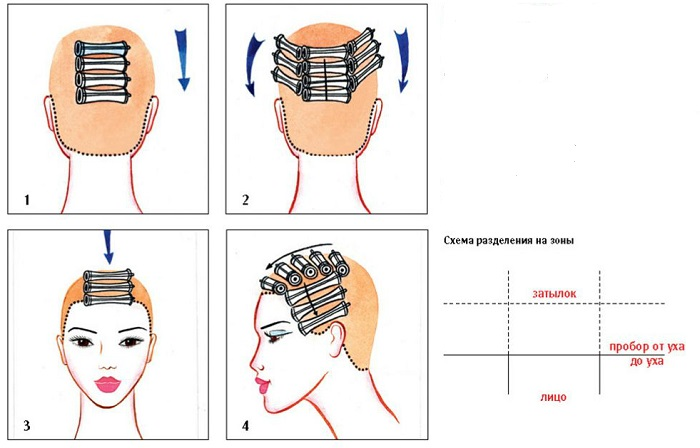 1
2
3
4
Схема разделения на зоны
затылок
пробор от уха
до уха
лицо